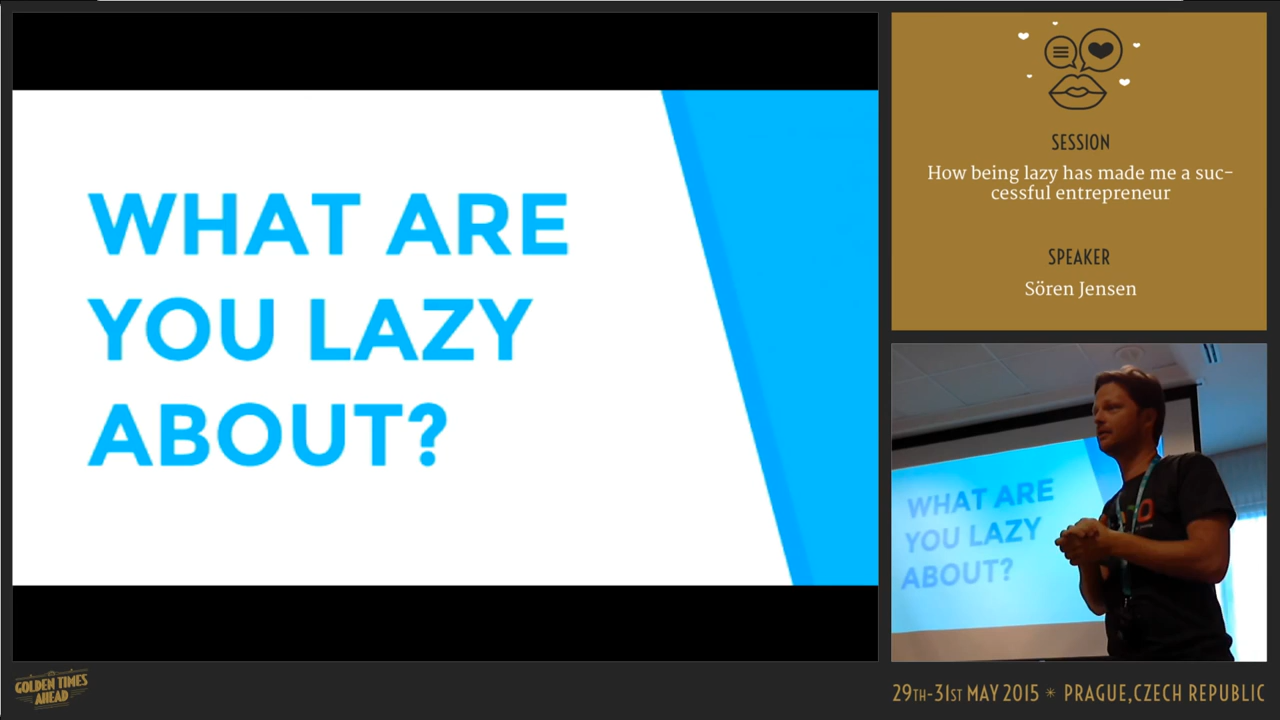 WHAT ARE
YOU LAZY
ABOUT?
SESSION
How being lazy has made me a suc-
cessful entrepreneur
SPEAKER
Sören Jensen
WHAT ARE
YOU LAZY
ABOUT?
GOLDEN TIMES
AHEAD
29TH-31ST MAY 2015 * PRAGUE, CZECH REPUBLIC